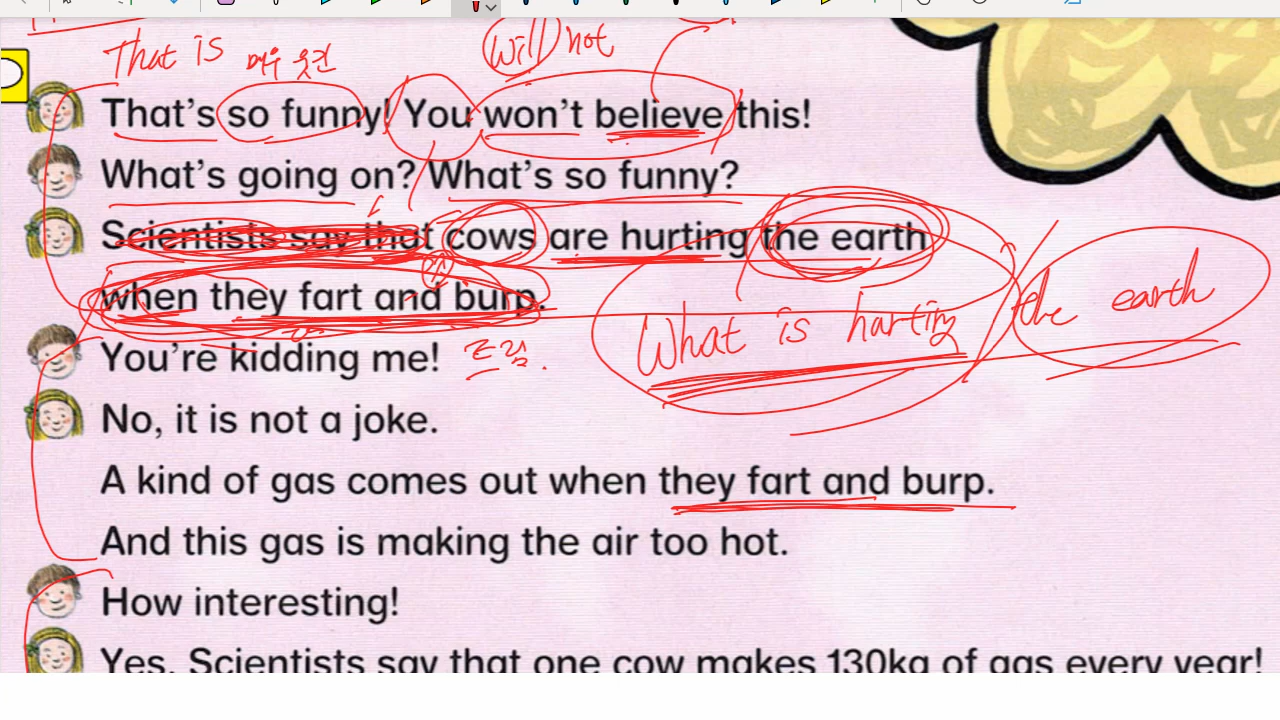 That is 매우 웃긴 will not
That's so funny! You won't believe this!
What's going on? What's so funny?
Scientists say that cows are hurting the earth
when they fart and burp.
What is harting the earth
You're kidding me!
No, it is not a joke.
A kind of gas comes out when they fart and burp.
And this gas is making the air too hot.
How interesting!
Yes. Scientists say that one cow makes 130kg of gas every year!